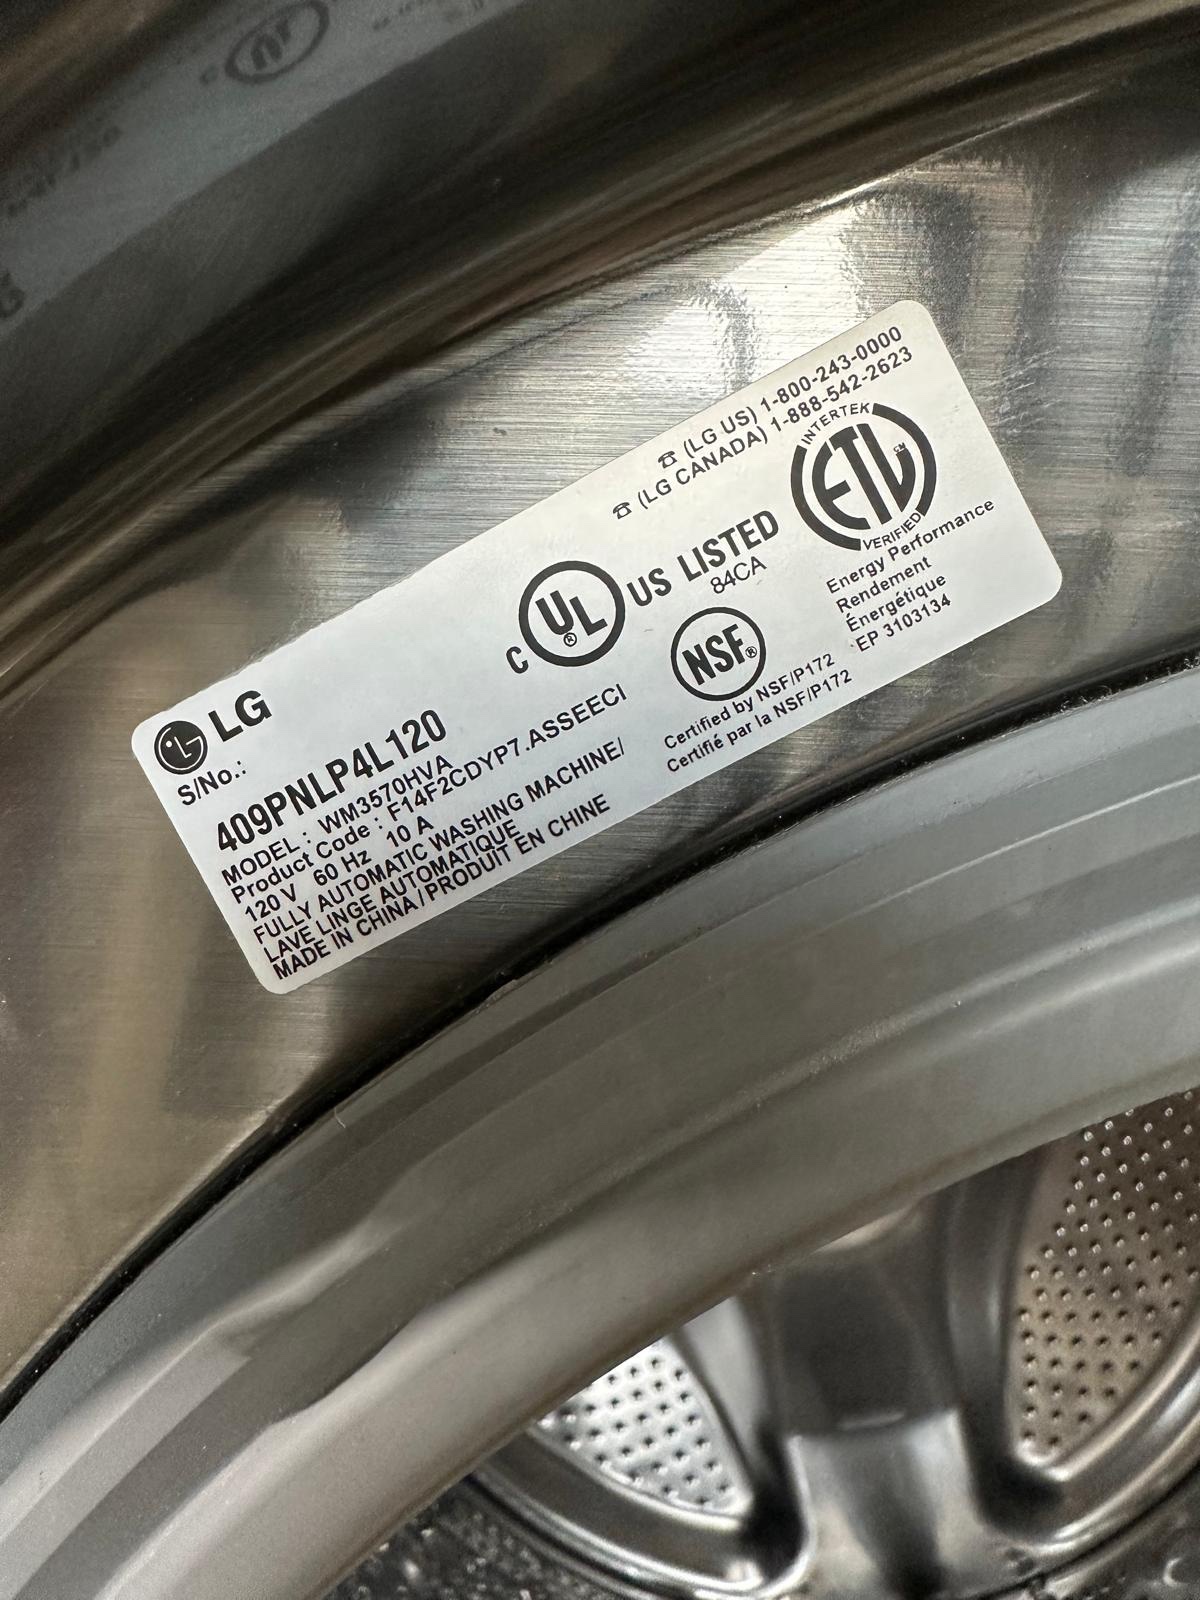 LG
S/No.:
409PNLP4L120
MODEL : WM3570HVA
Product Code : F14F2CDYP7.ASSEECI
120 V 60 Hz 10 A
FULLY AUTOMATIC WASHING MACHINE/
LAVE LINGE AUTOMATIQUE
MADE IN CHINA / PRODUIT EN CHINE
☎ (LG US) 1-800-243-0000
☎ (LG CANADA) 1-888-542-2623
C UL ® US LISTED
84CA
NSF®
Certified by NSF/P172
Certifié par la NSF/P172
INTERTEK
ETL CM
VERIFIED
Energy Performance
Rendement
Énergétique
EP 3103134